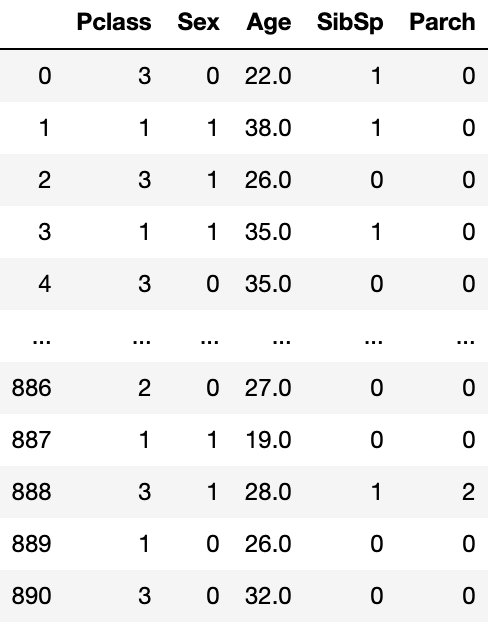 Pclass Sex Age SibSp Parch
0 3 0 22.0 1 0
1 1 1 38.0 1 0
2 3 1 26.0 0 0
3 1 1 35.0 1 0
4 3 0 35.0 0 0
... ... ... ... ... ...
886 2 0 27.0 0 0
887 1 1 19.0 0 0
888 3 1 28.0 1 2
889 1 0 26.0 0 0
890 3 0 32.0 0 0